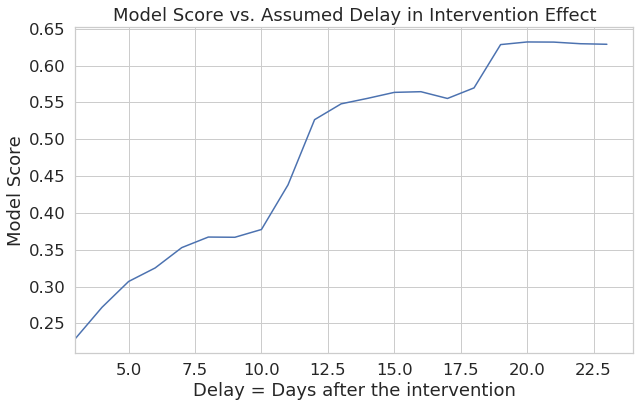 Model Score vs. Assumed Delay in Intervention Effect
0.65
0.60
0.55
0.50
0.45
0.40
0.35
0.30
0.25
Model Score
5.0 7.5 10.0 12.5 15.0 17.5 20.0 22.5
Delay = Days after the intervention